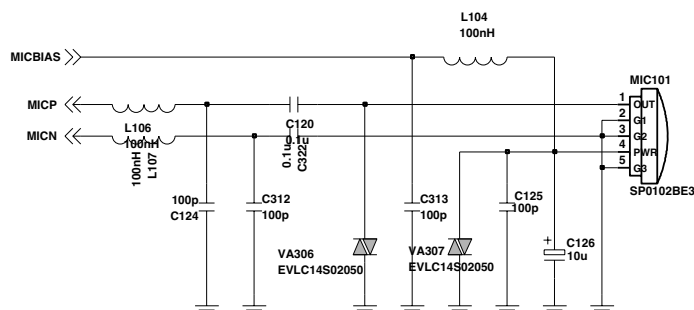 L104
100nH
MICBIAS
MIC101
MICP
1 OUT
2 G1
L106
100nH
C120
0.1u
MICN
3 G2
100nH
L107
0.1u
C322
4 PWR
5 G3
SP0102BE3
100p
C124
C312
100p
C313
100p
C125
100p
VA306
EVLC14S02050
VA307
EVLC14S02050
+
C126
10u